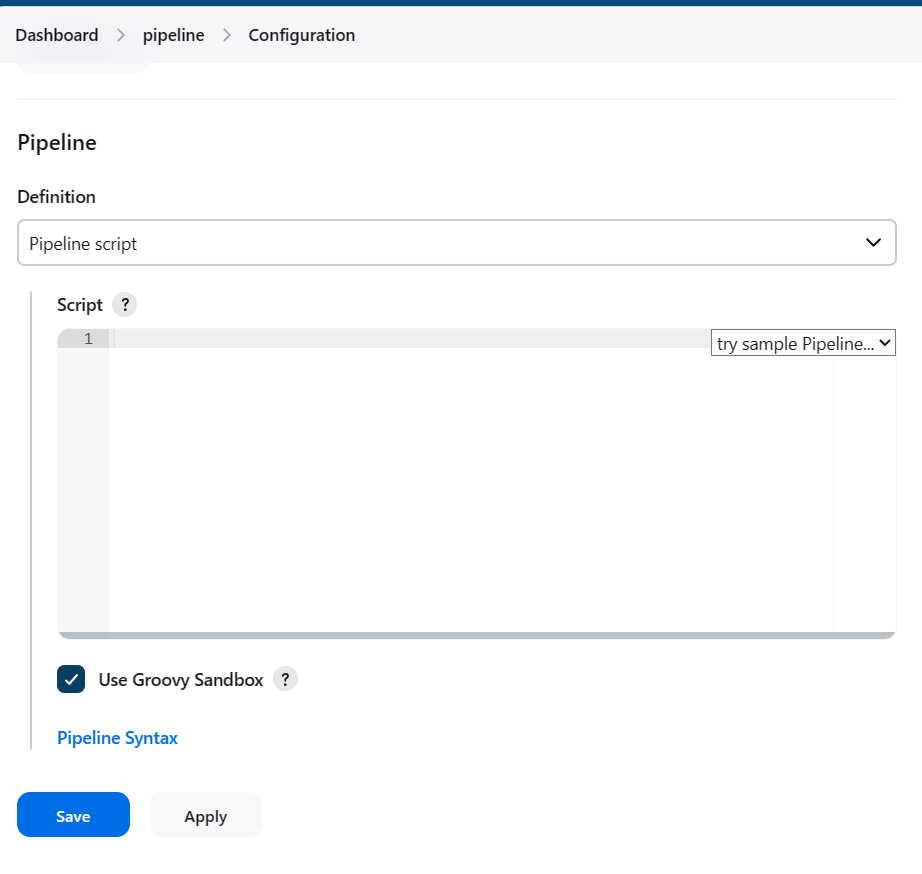 Dashboard > pipeline > Configuration
Pipeline
Definition
Pipeline script
Script ?
1
try sample Pipeline...
Use Groovy Sandbox ?
Pipeline Syntax
Save Apply